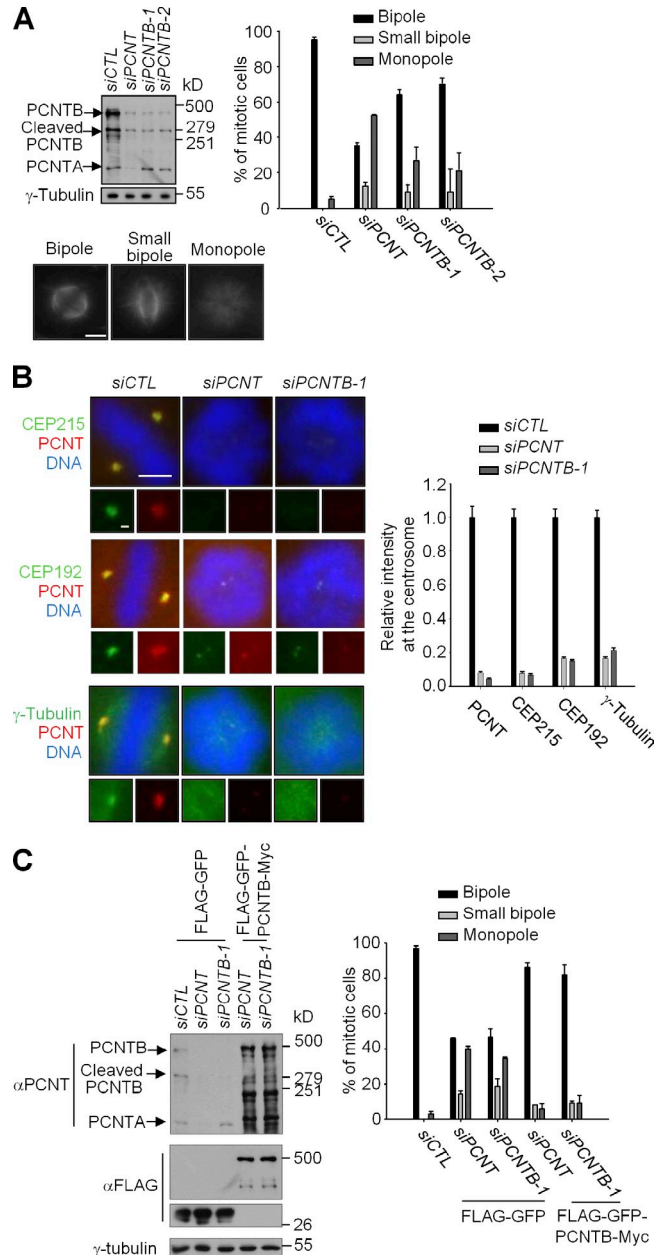 A
siCTL
siPCNT
siPCNTB-1
siPCNTB-2
kD
PCNTB
Cleaved
PCNTB
PCNTA
γ-Tubulin
500
279
251
55
Bipole
Small bipole
Monopole
% of mitotic cells
100
80
60
40
20
0
siCTL
siPCNT
siPCNTB-1
siPCNTB-2
Bipole
Small
bipole
Monopole
B
siCTL
siPCNT
siPCNTB-1
CEP215
PCNT
DNA
CEP192
PCNT
DNA
γ-Tubulin
PCNT
DNA
siCTL
siPCNT
siPCNTB-1
Relative intensity
at the centrosome
1.2
1.0
0.8
0.6
0.4
0.2
0.0
PCNT
CEP215
CEP192
γ-Tubulin
C
FLAG-GFP
FLAG-GFP-
PCNTB-Myc
siCTL
siPCNT
siPCNTB-1
siPCNT
siPCNTB-1
kD
αPCNT
PCNTB
Cleaved
PCNTB
PCNTA
500
279
251
αFLAG
500
26
γ-tubulin
55
Bipole
Small bipole
Monopole
% of mitotic cells
100
80
60
40
20
0
siCTL
siPCNT
siPCNTB-1
siPCNT
siPCNTB-1
FLAG-GFP
FLAG-GFP-
PCNTB-Myc